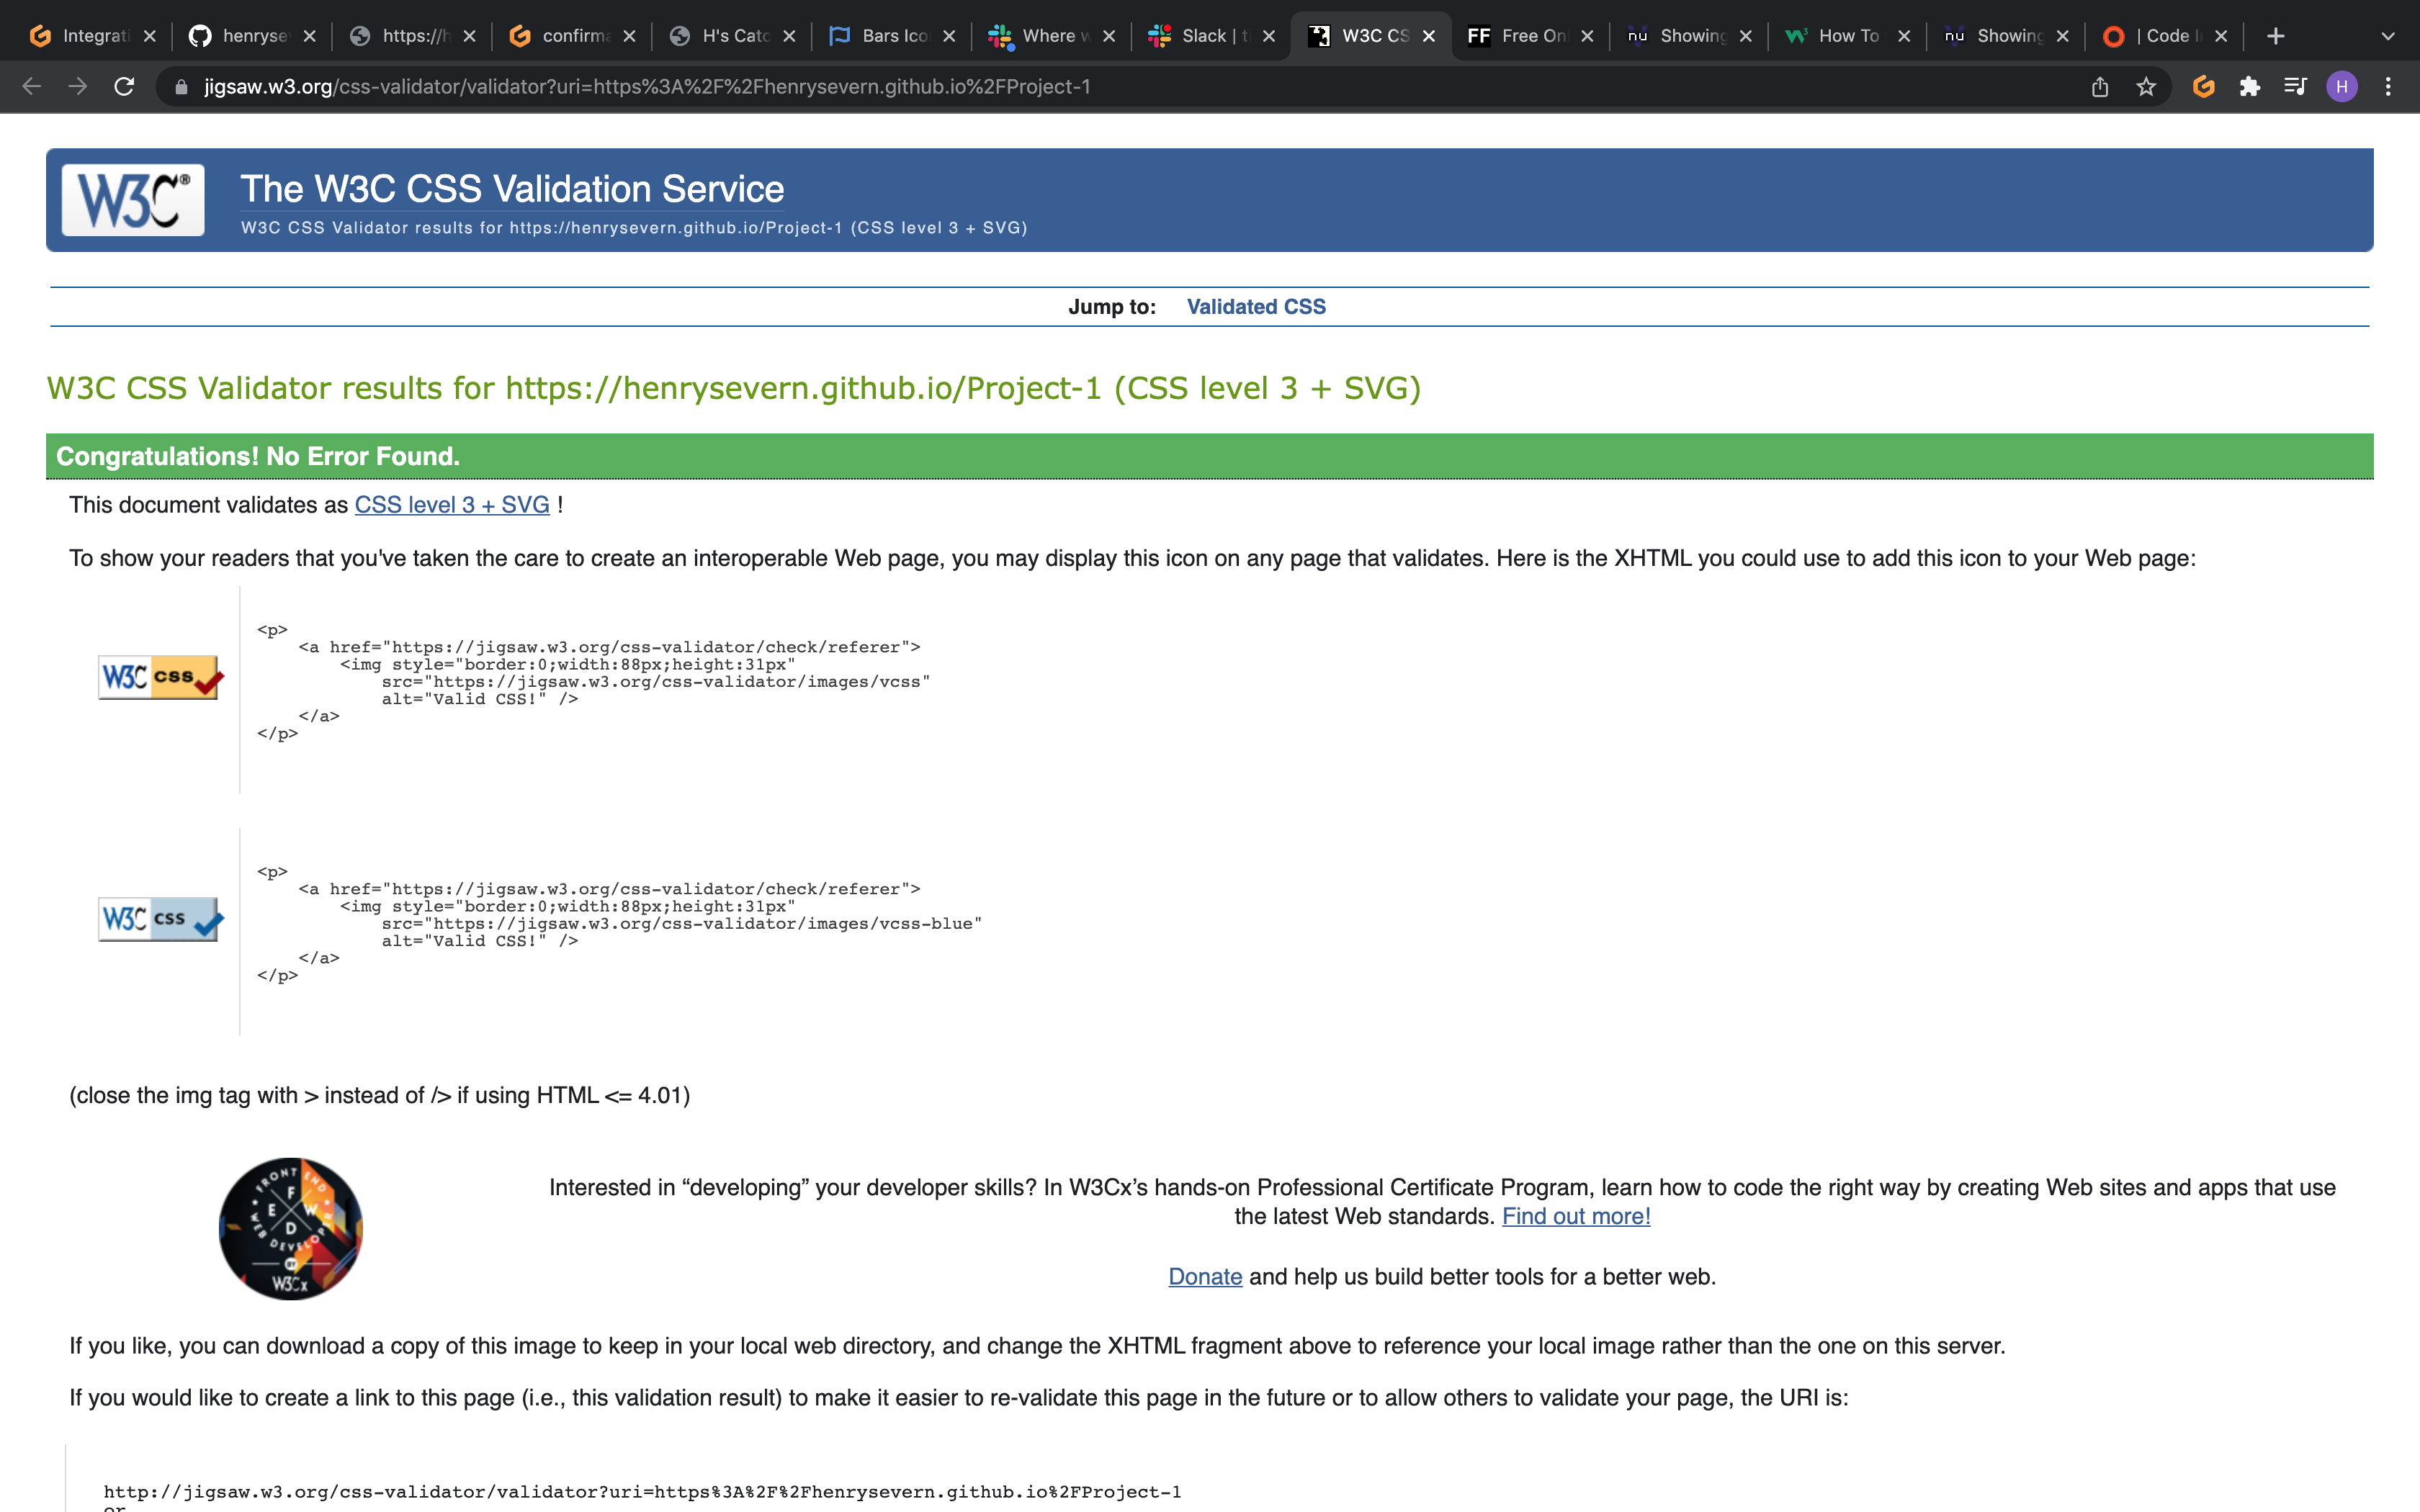 Integrati
henryse
https://h
confirma
H's Catc
Bars Ico
Where w
Slack | t
W3C CS
FF Free On
nu Showing
How To
nu Showing
| Code I
jigsaw.w3.org/css-validator/validator?uri=https%3A%2F%2Fhenrysevern.github.io%2FProject-1
H
W3C®
The W3C CSS Validation Service
W3C CSS Validator results for https://henrysevern.github.io/Project-1 (CSS level 3 + SVG)
Jump to: Validated CSS
W3C CSS Validator results for https://henrysevern.github.io/Project-1 (CSS level 3 + SVG)
Congratulations! No Error Found.
This document validates as CSS level 3 + SVG !
To show your readers that you've taken the care to create an interoperable Web page, you may display this icon on any page that validates. Here is the XHTML you could use to add this icon to your Web page:
W3C css
<p>
<a href="https://jigsaw.w3.org/css-validator/check/referer">
<img style="border:0;width:88px;height:31px"
src="https://jigsaw.w3.org/css-validator/images/vcss"
alt="Valid CSS!" />
</a>
</p>
W3C css
<p>
<a href="https://jigsaw.w3.org/css-validator/check/referer">
<img style="border:0;width:88px;height:31px"
src="https://jigsaw.w3.org/css-validator/images/vcss-blue"
alt="Valid CSS!" />
</a>
</p>
(close the img tag with > instead of /> if using HTML <= 4.01)
FRONT END
F E W D
WEB DEVELOPER
BY
W3Cx
Interested in “developing” your developer skills? In W3Cx’s hands-on Professional Certificate Program, learn how to code the right way by creating Web sites and apps that use
the latest Web standards. Find out more!
Donate and help us build better tools for a better web.
If you like, you can download a copy of this image to keep in your local web directory, and change the XHTML fragment above to reference your local image rather than the one on this server.
If you would like to create a link to this page (i.e., this validation result) to make it easier to re-validate this page in the future or to allow others to validate your page, the URI is:
http://jigsaw.w3.org/css-validator/validator?uri=https%3A%2F%2Fhenrysevern.github.io%2FProject-1
or